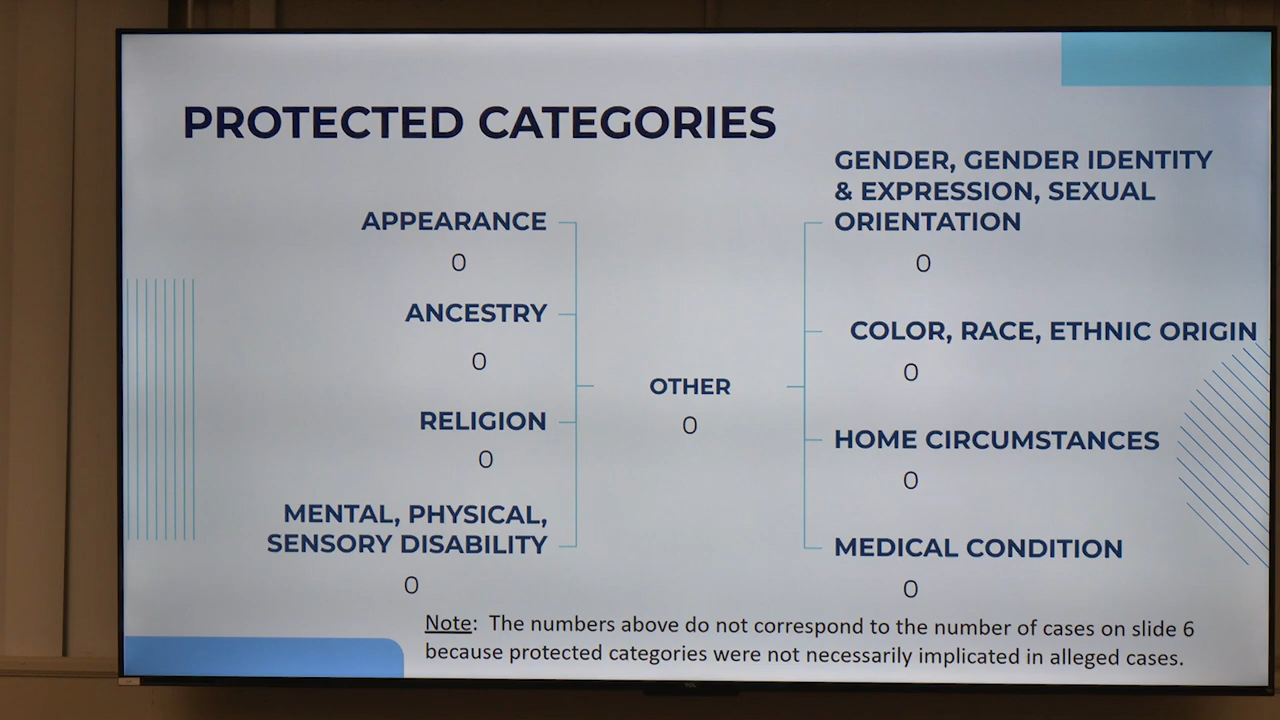 PROTECTED CATEGORIES
APPEARANCE
0
ANCESTRY
0
RELIGION
0
MENTAL, PHYSICAL,
SENSORY DISABILITY
0
OTHER
0
GENDER, GENDER IDENTITY
& EXPRESSION, SEXUAL
ORIENTATION
0
COLOR, RACE, ETHNIC ORIGIN
0
HOME CIRCUMSTANCES
0
MEDICAL CONDITION
0
Note: The numbers above do not correspond to the number of cases on slide 6
because protected categories were not necessarily implicated in alleged cases.